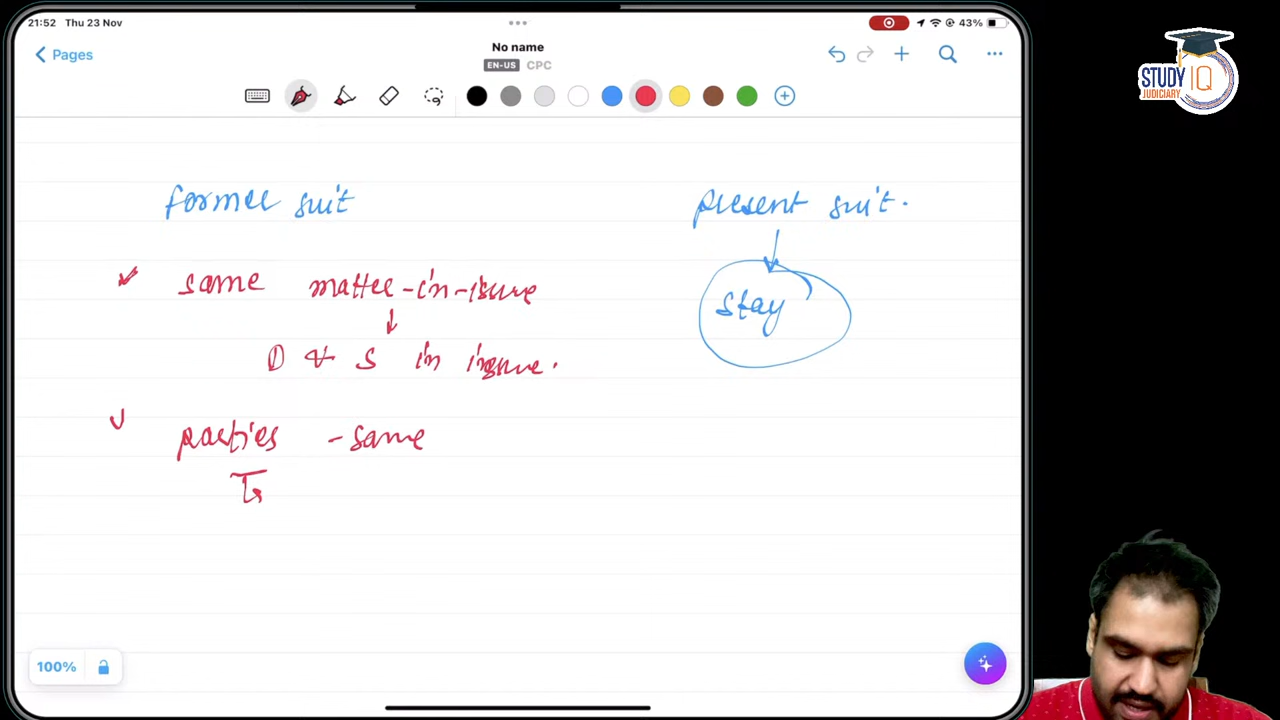 21:52 Thu 23 Nov
43%
Pages
No name
EN-US CPC
former suit
present suit.
same matter-in-issue
stay
D & S in issue.
parties - same
100%
STUDY IQ
JUDICIARY